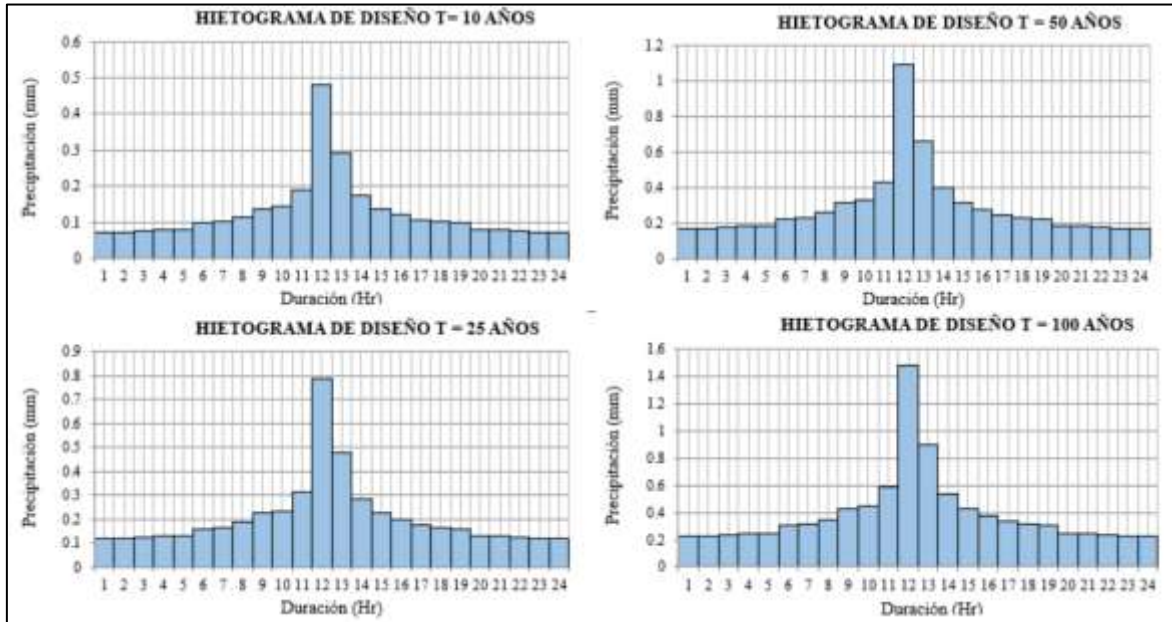 HIETOGRAMA DE DISEÑO T= 10 AÑOS
Precipitación (mm)
0.6
0.5
0.4
0.3
0.2
0.1
0
1 2 3 4 5 6 7 8 9 10 11 12 13 14 15 16 17 18 19 20 21 22 23 24
Duración (Hr)
HIETOGRAMA DE DISEÑO T = 50 AÑOS
Precipitación (mm)
1.2
1
0.8
0.6
0.4
0.2
0
1 2 3 4 5 6 7 8 9 10 11 12 13 14 15 16 17 18 19 20 21 22 23 24
Duración (Hr)
HIETOGRAMA DE DISEÑO T = 25 AÑOS
Precipitación (mm)
0.9
0.8
0.7
0.6
0.5
0.4
0.3
0.2
0.1
0
1 2 3 4 5 6 7 8 9 10 11 12 13 14 15 16 17 18 19 20 21 22 23 24
Duración (Hr)
HIETOGRAMA DE DISEÑO T = 100 AÑOS
Precipitación (mm)
1.6
1.4
1.2
1
0.8
0.6
0.4
0.2
0
1 2 3 4 5 6 7 8 9 10 11 12 13 14 15 16 17 18 19 20 21 22 23 24
Duración (Hr)